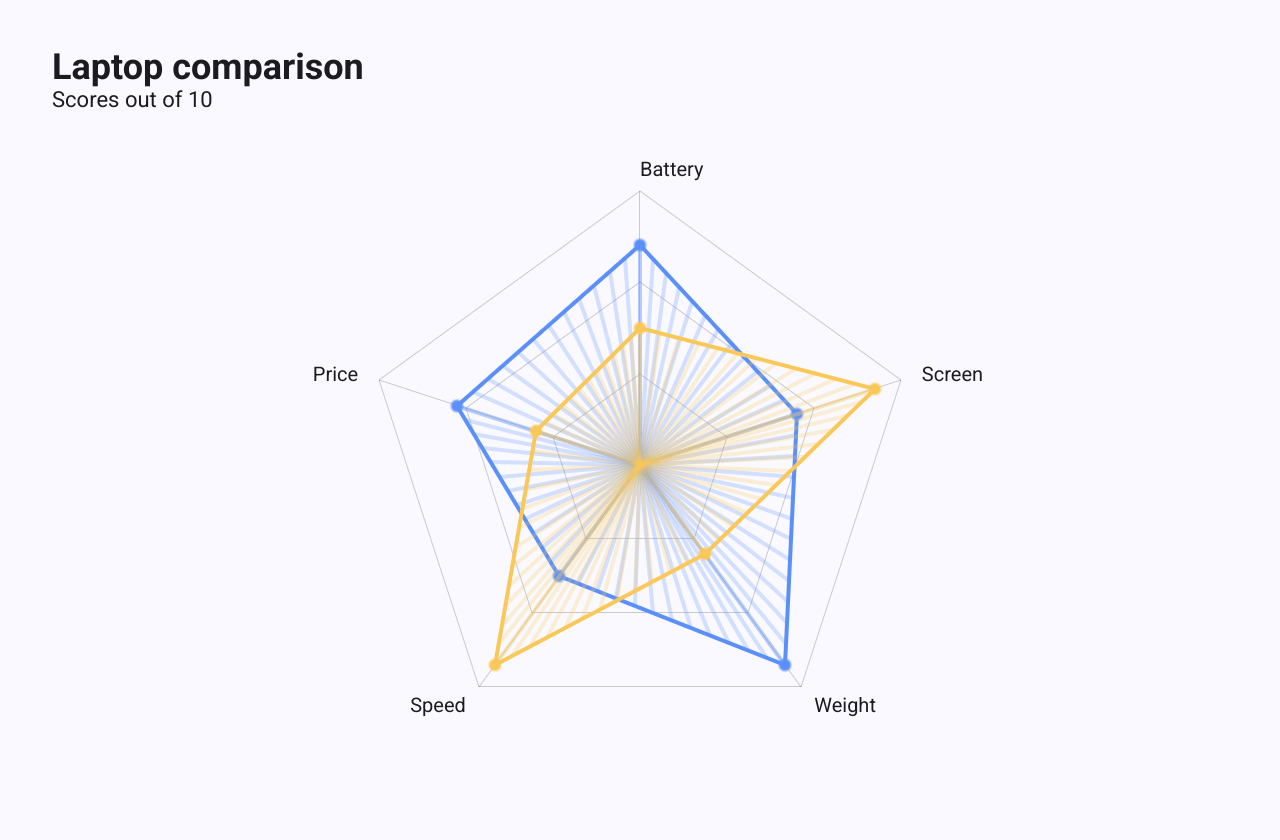 Laptop comparison
Scores out of 10
Battery
Price
Screen
Speed
Weight